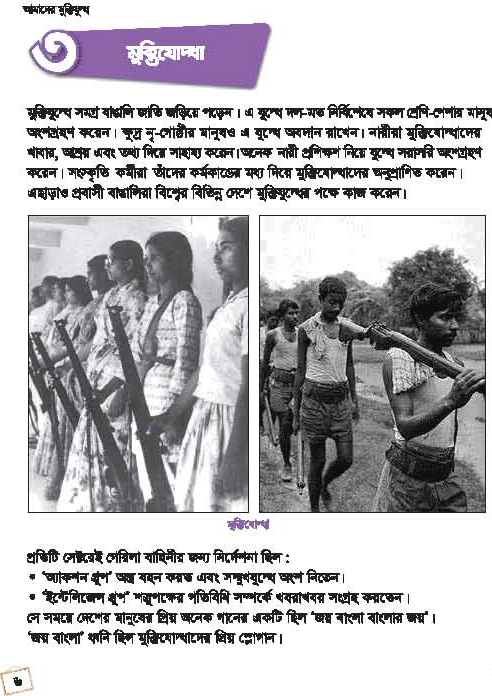 আমাদের মুক্তিযুদ্ধ
৩
মুক্তিযোদ্ধা
মুক্তিযুদ্ধে সমগ্র বাঙালি জাতি জড়িয়ে পড়েন। এ যুদ্ধে দল-মত নির্বিশেষে সকল শ্রেণি-পেশার মানুষ
অংশগ্রহণ করেন। ক্ষুদ্র নৃ-গোষ্ঠীর মানুষও এ যুদ্ধে অবদান রাখেন। নারীরা মুক্তিযোদ্ধাদের
খাবার, আশ্রয় এবং তথ্য দিয়ে সাহায্য করেন।অনেক নারী প্রশিক্ষণ নিয়ে যুদ্ধে সরাসরি অংশগ্রহণ
করেন। সংস্কৃতি কর্মীরা তাঁদের কর্মকাণ্ডের মধ্য দিয়ে মুক্তিযোদ্ধাদের অনুপ্রাণিত করেন।
এছাড়াও প্রবাসী বাঙালিরা বিশ্বের বিভিন্ন দেশে মুক্তিযুদ্ধের পক্ষে কাজ করেন।
মুক্তিযোদ্ধা
প্রতিটি সেক্টরেই গেরিলা বাহিনীর জন্য নির্দেশনা ছিল :
• ‘অ্যাকশন গ্রুপ’ অস্ত্র বহন করত এবং সম্মুখযুদ্ধে অংশ নিতেন।
• ‘ইন্টেলিজেন্স গ্রুপ’ শত্রুপক্ষের গতিবিধি সম্পর্কে খবরাখবর সংগ্রহ করতেন।
সে সময়ে দেশের মানুষের প্রিয় অনেক গানের একটি ছিল ‘জয় বাংলা বাংলার জয়’।
‘জয় বাংলা’ ধ্বনি ছিল মুক্তিযোদ্ধাদের প্রিয় স্লোগান।
৬